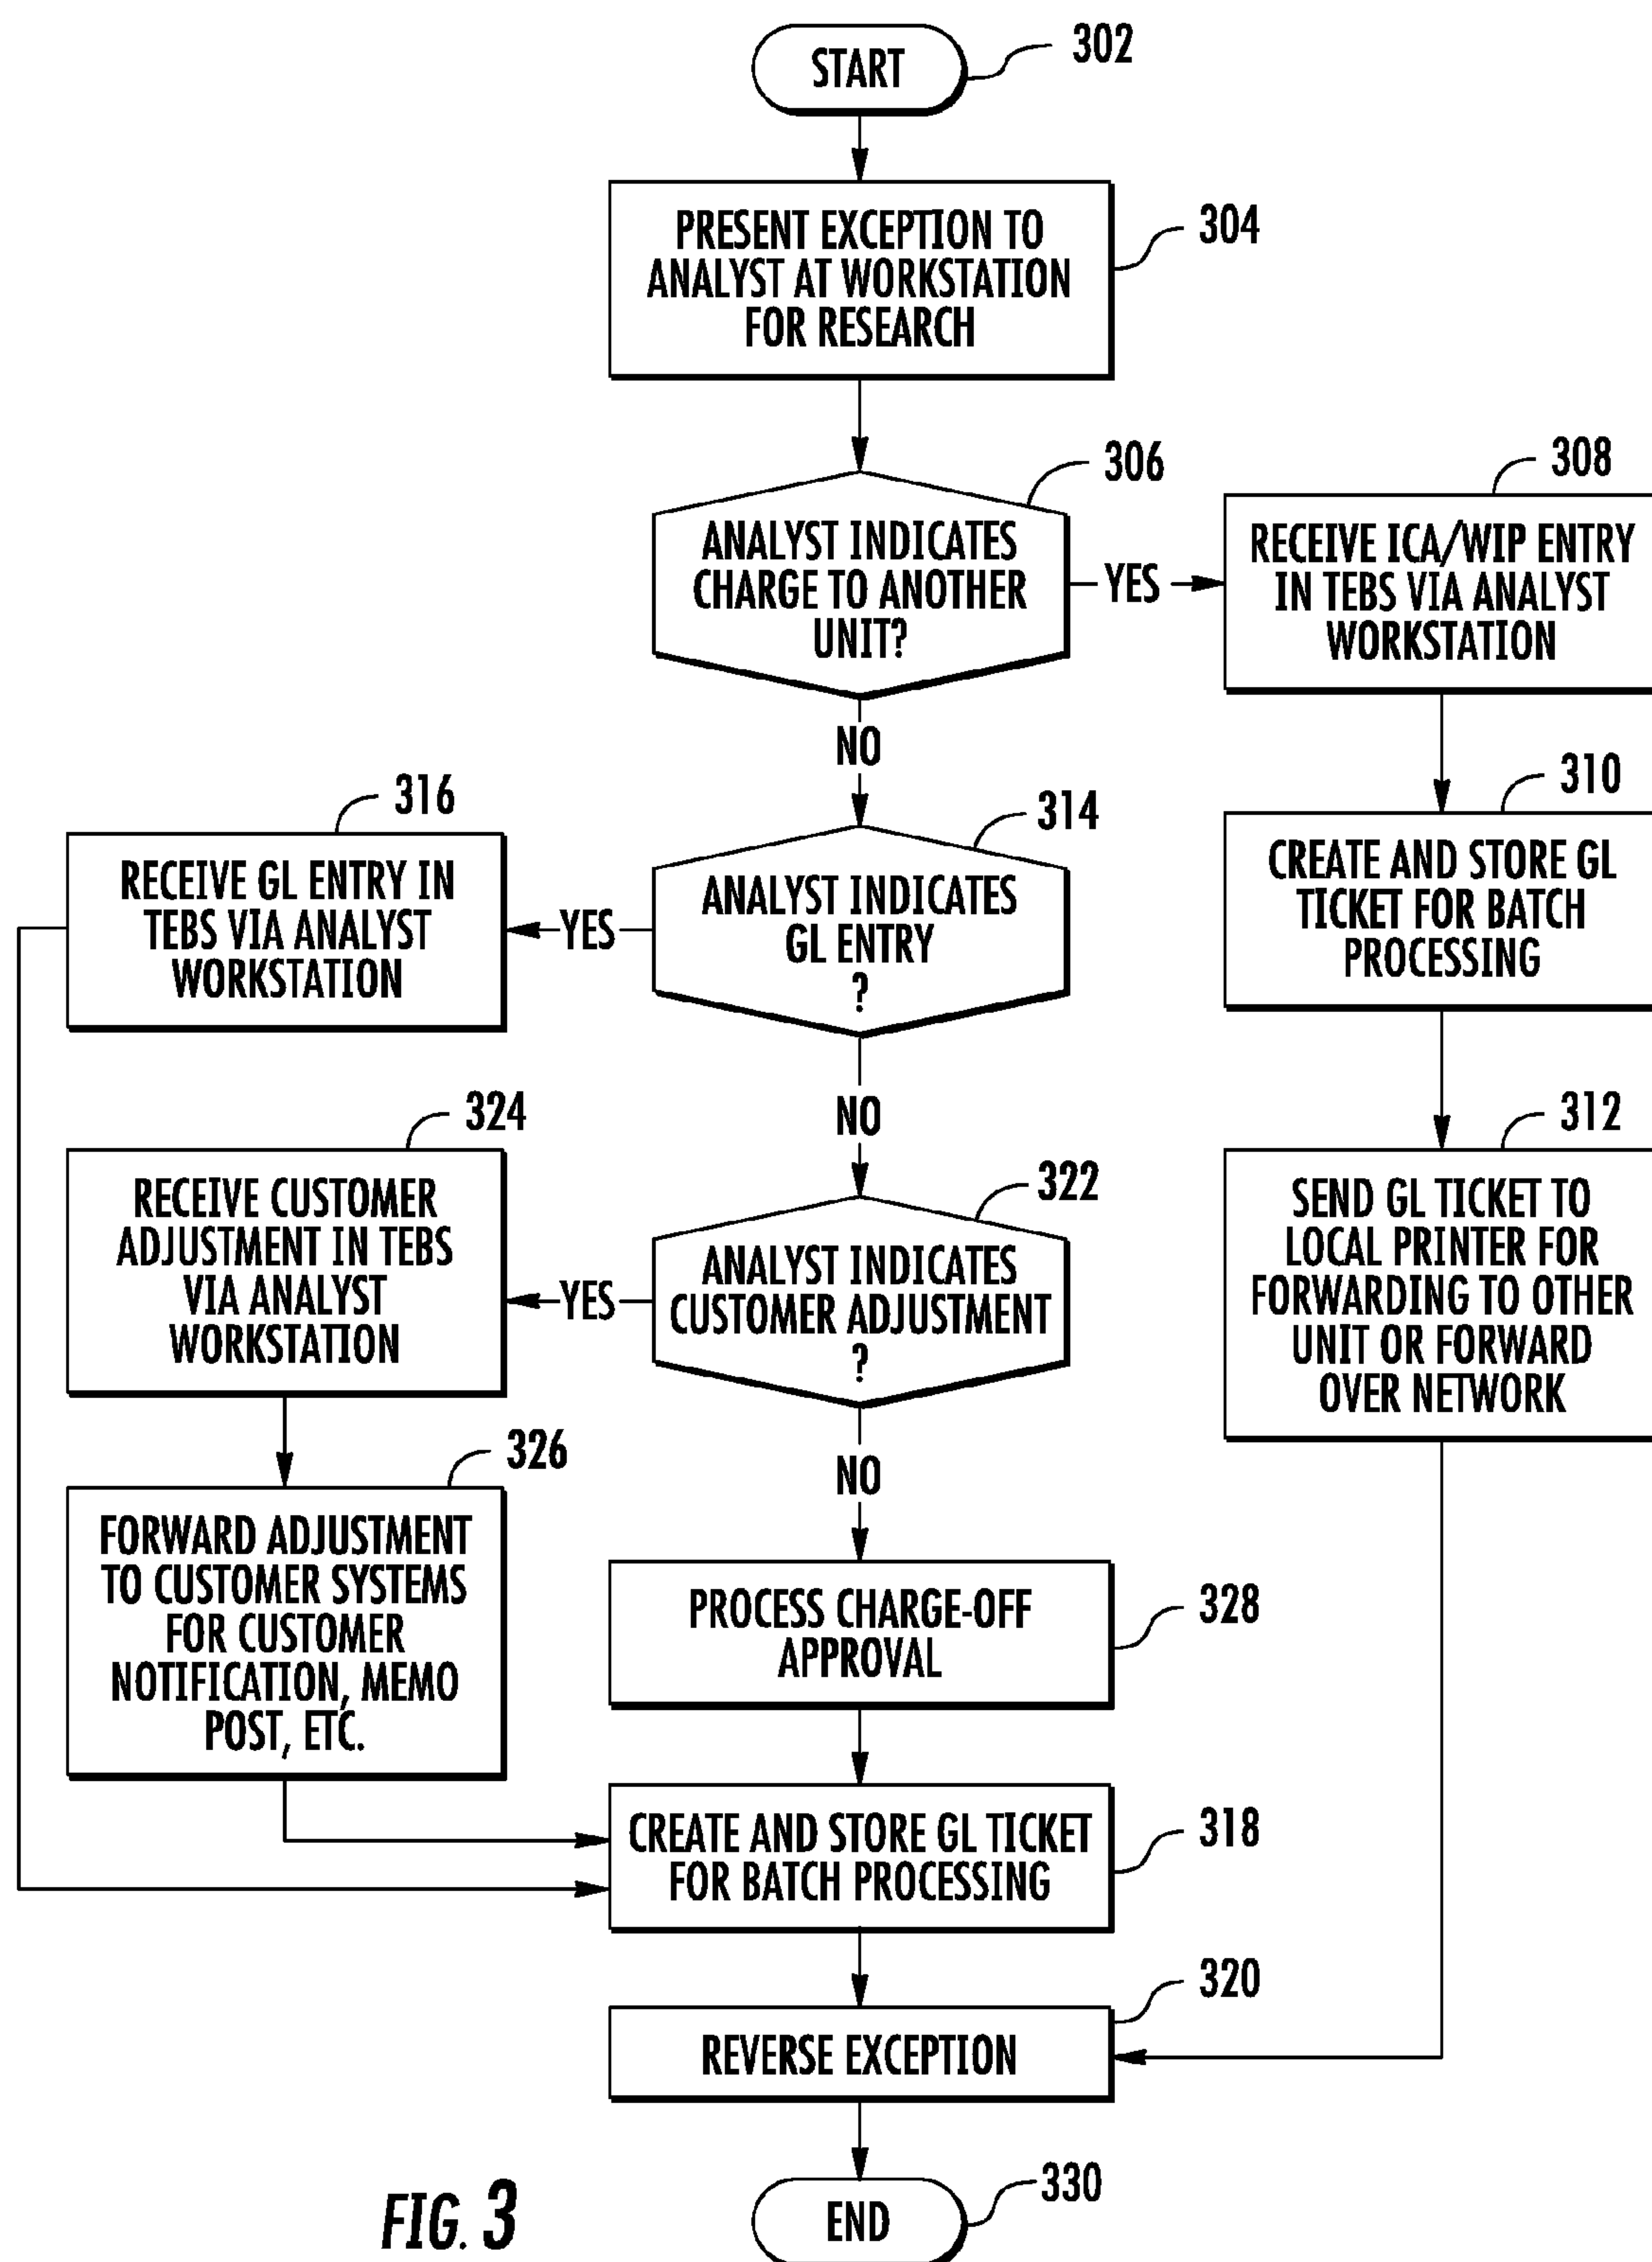 START
302
PRESENT EXCEPTION TO
ANALYST AT WORKSTATION
FOR RESEARCH
304
ANALYST INDICATES
CHARGE TO ANOTHER
UNIT?
306
YES
308
RECEIVE ICA/WIP ENTRY
IN TEBS VIA ANALYST
WORKSTATION
NO
310
CREATE AND STORE GL
TICKET FOR BATCH
PROCESSING
316
RECEIVE GL ENTRY IN
TEBS VIA ANALYST
WORKSTATION
YES
314
ANALYST INDICATES
GL ENTRY
?
NO
312
SEND GL TICKET TO
LOCAL PRINTER FOR
FORWARDING TO OTHER
UNIT OR FORWARD
OVER NETWORK
324
RECEIVE CUSTOMER
ADJUSTMENT IN TEBS
VIA ANALYST
WORKSTATION
YES
322
ANALYST INDICATES
CUSTOMER ADJUSTMENT
?
NO
326
FORWARD ADJUSTMENT
TO CUSTOMER SYSTEMS
FOR CUSTOMER
NOTIFICATION, MEMO
POST, ETC.
PROCESS CHARGE-OFF
APPROVAL
328
CREATE AND STORE GL TICKET
FOR BATCH PROCESSING
318
REVERSE EXCEPTION
320
END
330
FIG. 3